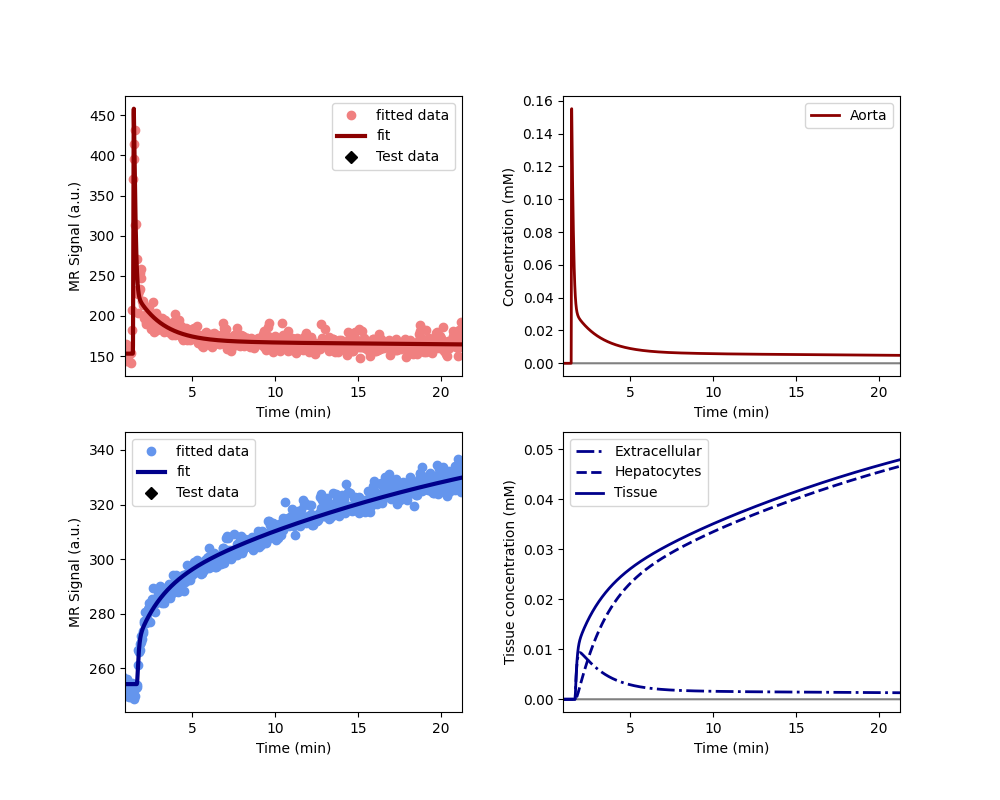 MR Signal (a.u.)
450
400
350
300
250
200
150
fitted data
fit
Test data
5
10
15
20
Time (min)
Concentration (mM)
0.16
0.14
0.12
0.10
0.08
0.06
0.04
0.02
0.00
Aorta
5
10
15
20
Time (min)
MR Signal (a.u.)
340
320
300
280
260
fitted data
fit
Test data
5
10
15
20
Time (min)
Tissue concentration (mM)
0.05
0.04
0.03
0.02
0.01
0.00
Extracellular
Hepatocytes
Tissue
5
10
15
20
Time (min)